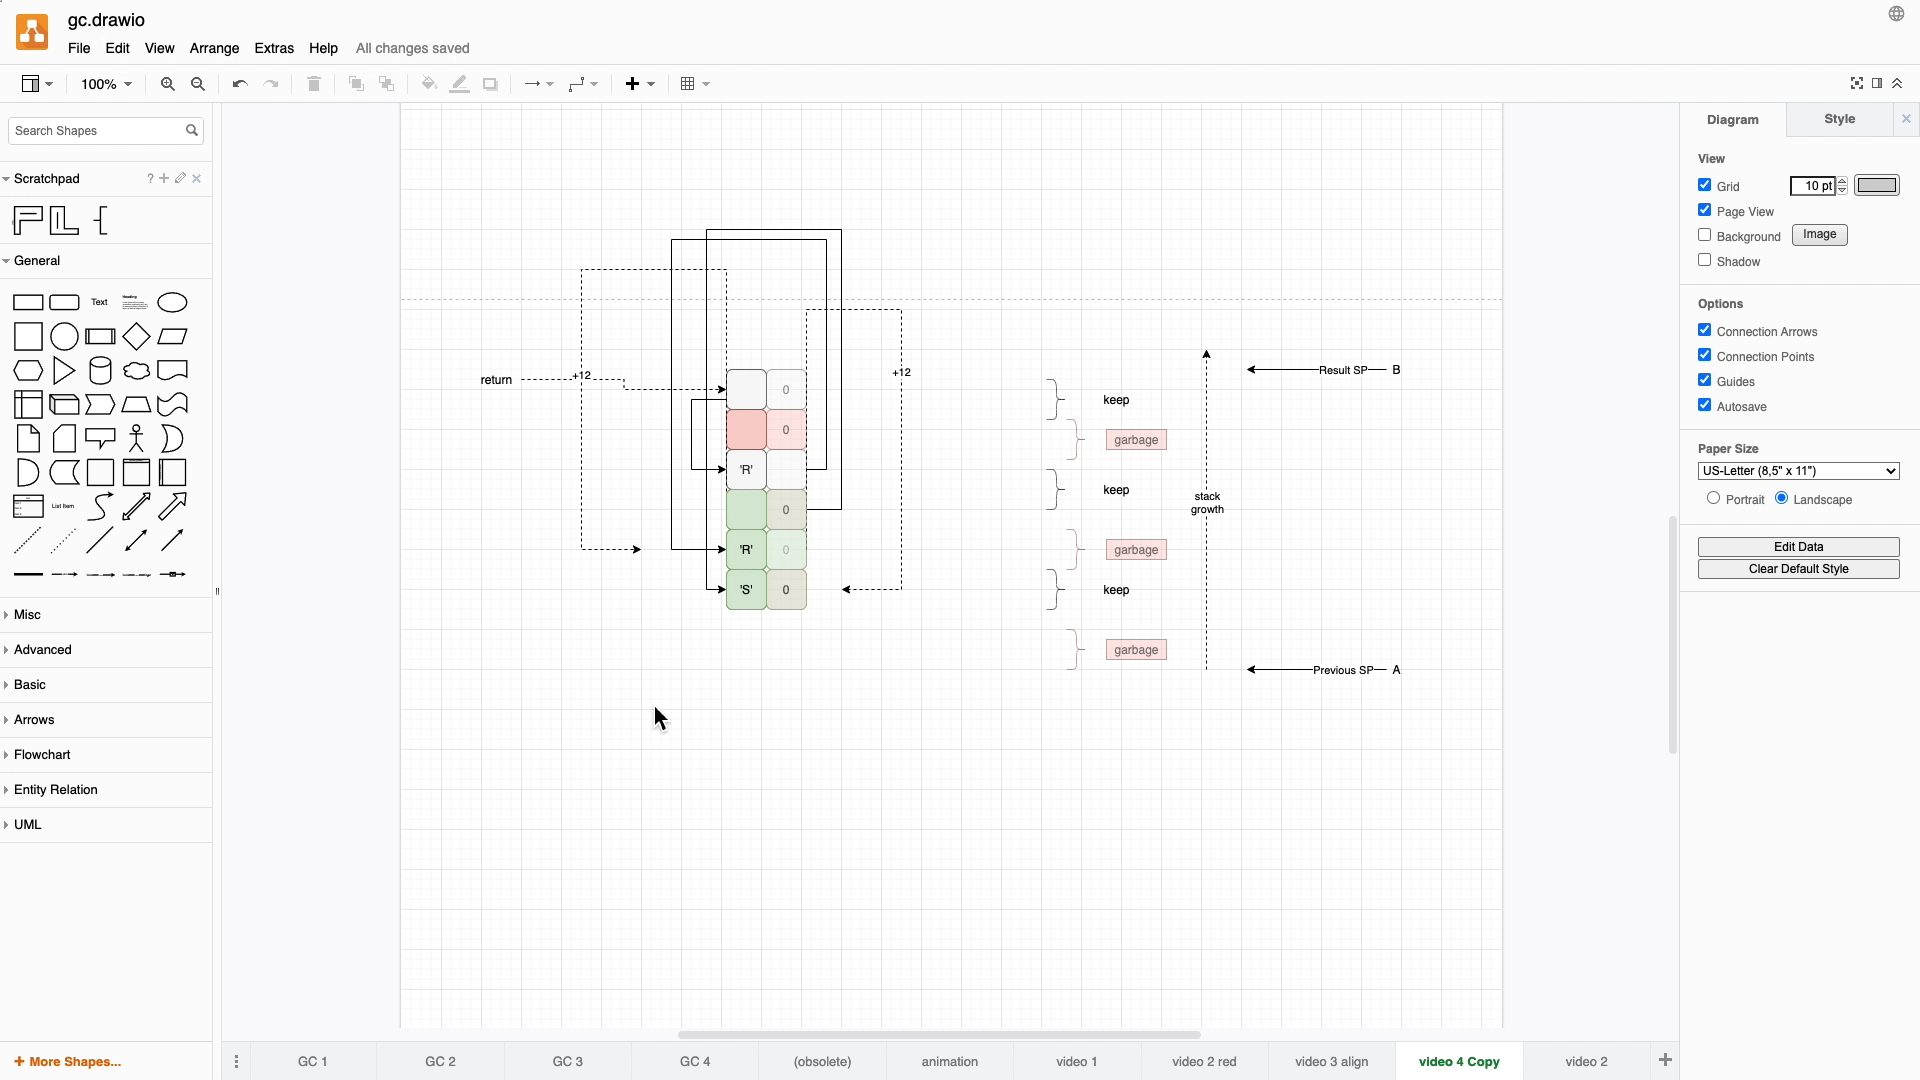 gc.drawio
File Edit View Arrange Extras Help All changes saved
100%
Search Shapes
Scratchpad
?
General
Text
Heading
List Item
Misc
Advanced
Basic
Arrows
Flowchart
Entity Relation
UML
+ More Shapes...
return
+12
+12
0
0
'R'
0
'R' 0
'S' 0
keep
garbage
keep
garbage
keep
garbage
stack
growth
Result SP B
Previous SP A
Diagram Style
View
Grid 10 pt
Page View
Background Image
Shadow
Options
Connection Arrows
Connection Points
Guides
Autosave
Paper Size
US-Letter (8,5" x 11")
Portrait Landscape
Edit Data
Clear Default Style
GC 1 GC 2 GC 3 GC 4 (obsolete) animation video 1 video 2 red video 3 align video 4 Copy video 2